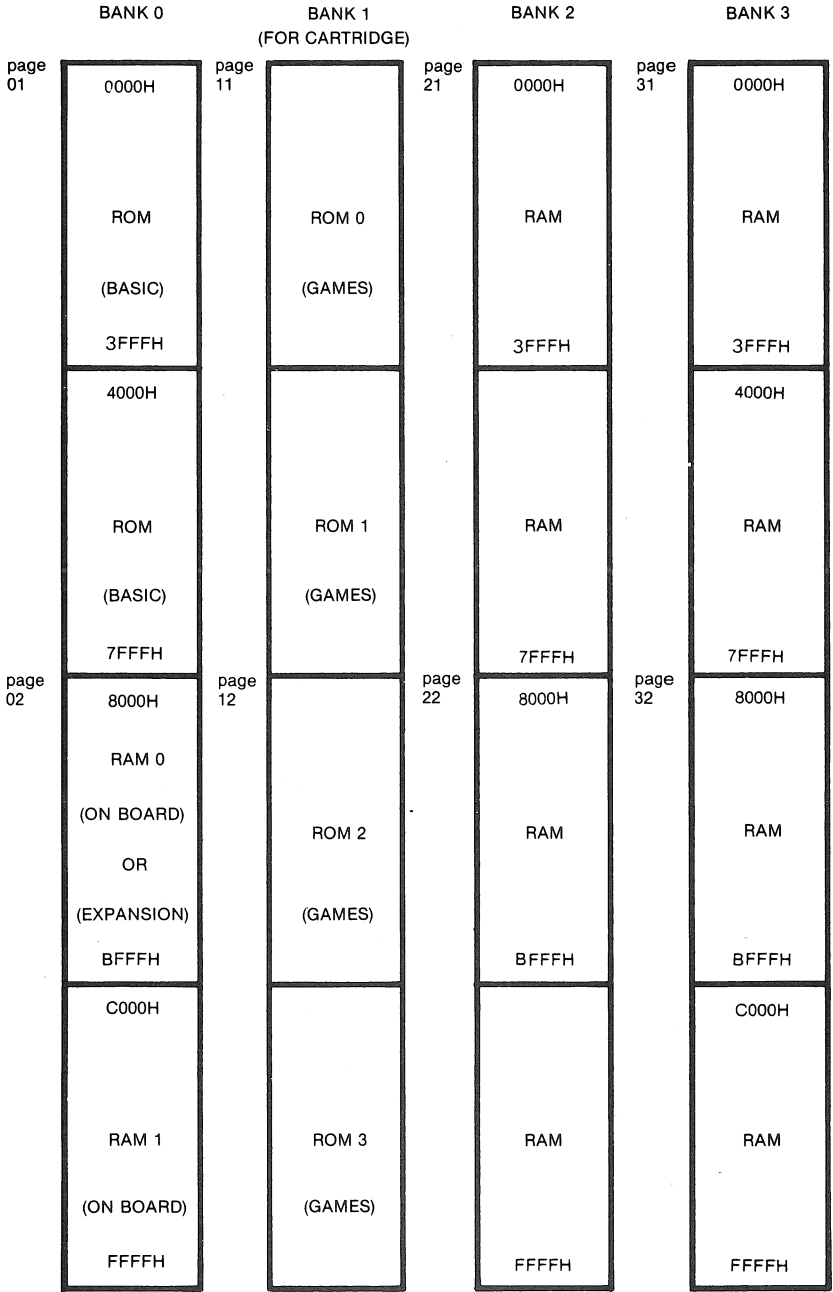 BANK 0
BANK 1
(FOR CARTRIDGE)
BANK 2
BANK 3
page
01
0000H
ROM
(BASIC)
3FFFH
4000H
ROM
(BASIC)
7FFFH
page
02
8000H
RAM 0
(ON BOARD)
OR
(EXPANSION)
BFFFH
C000H
RAM 1
(ON BOARD)
FFFFH
page
11
ROM 0
(GAMES)
ROM 1
(GAMES)
page
12
ROM 2
(GAMES)
ROM 3
(GAMES)
page
21
0000H
RAM
3FFFH
RAM
7FFFH
page
22
8000H
RAM
BFFFH
RAM
FFFFH
page
31
0000H
RAM
3FFFH
4000H
RAM
7FFFH
page
32
8000H
RAM
BFFFH
C000H
RAM
FFFFH